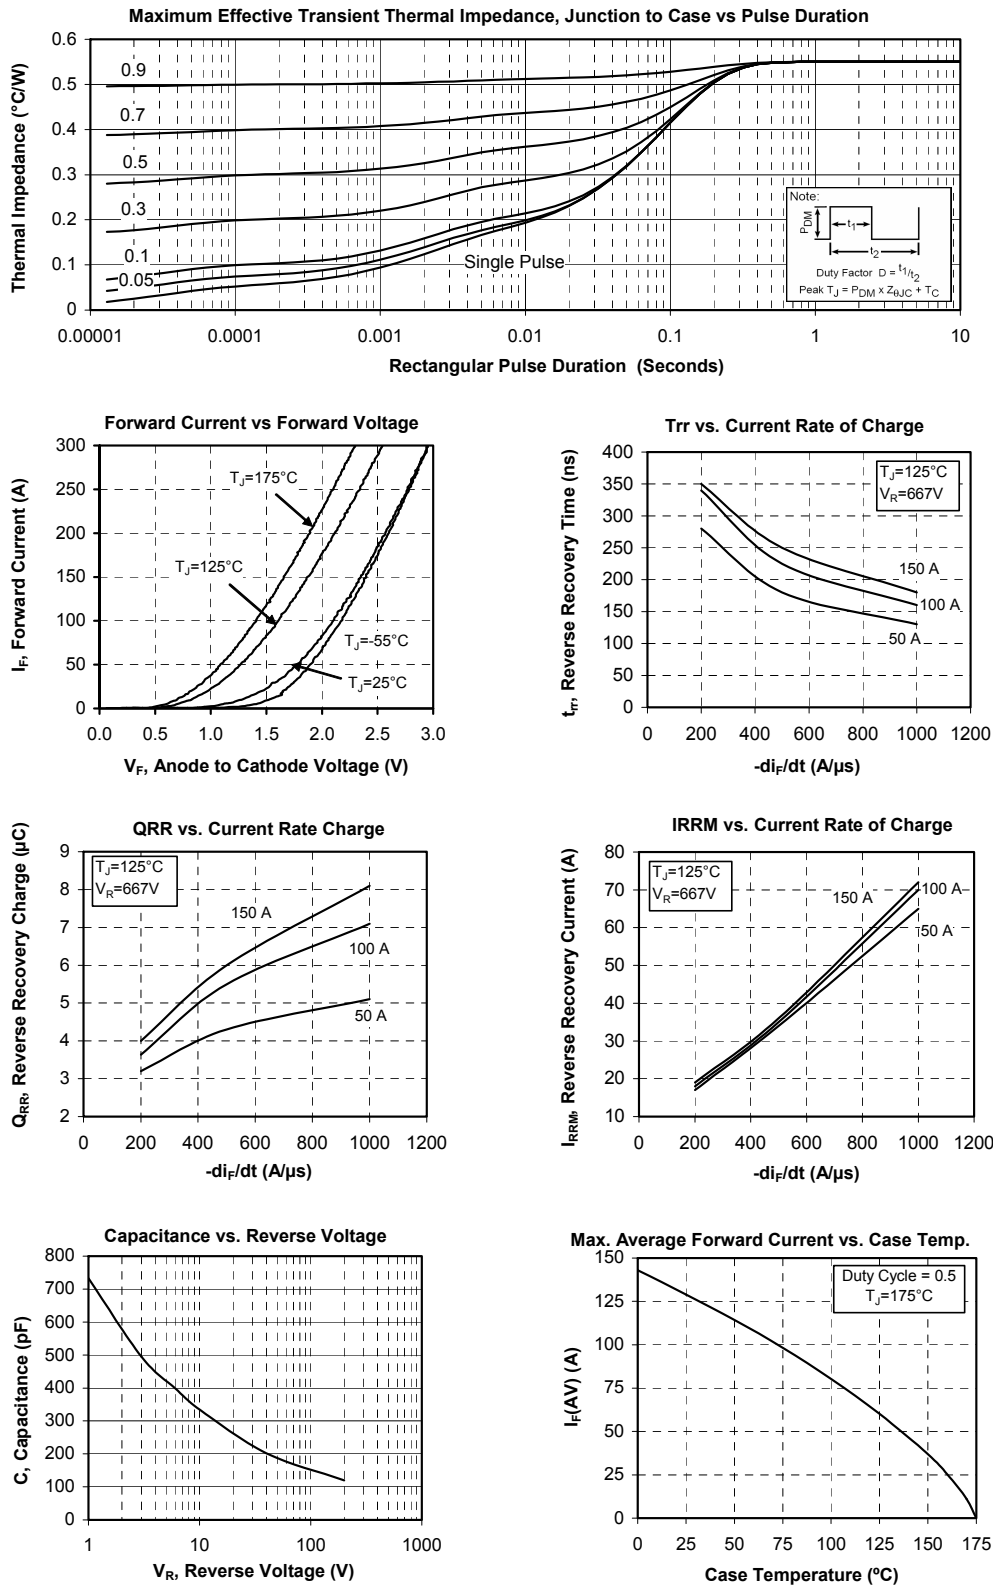 Maximum Effective Transient Thermal Impedance, Junction to Case vs Pulse Duration
Thermal Impedance (°C/W)
0.6
0.5
0.4
0.3
0.2
0.1
0
0.9
0.7
0.5
0.3
0.1
0.05
Single Pulse
Note:
PDM
t1
t2
Duty Factor D = t1/t2
Peak TJ = PDM x ZθJC + TC
0.00001 0.0001 0.001 0.01 0.1 1 10
Rectangular Pulse Duration (Seconds)
Forward Current vs Forward Voltage
IF, Forward Current (A)
300
250
200
150
100
50
0
TJ=175°C
TJ=125°C
TJ=-55°C
TJ=25°C
0.0 0.5 1.0 1.5 2.0 2.5 3.0
VF, Anode to Cathode Voltage (V)
Trr vs. Current Rate of Charge
trr, Reverse Recovery Time (ns)
400
350
300
250
200
150
100
50
0
TJ=125°C
VR=667V
150 A
100 A
50 A
0 200 400 600 800 1000 1200
-diF/dt (A/µs)
QRR vs. Current Rate Charge
QRR, Reverse Recovery Charge (µC)
9
8
7
6
5
4
3
2
TJ=125°C
VR=667V
150 A
100 A
50 A
0 200 400 600 800 1000 1200
-diF/dt (A/µs)
IRRM vs. Current Rate of Charge
IRRM, Reverse Recovery Current (A)
80
70
60
50
40
30
20
10
TJ=125°C
VR=667V
150 A
100 A
50 A
0 200 400 600 800 1000 1200
-diF/dt (A/µs)
Capacitance vs. Reverse Voltage
C, Capacitance (pF)
800
700
600
500
400
300
200
100
0
1 10 100 1000
VR, Reverse Voltage (V)
Max. Average Forward Current vs. Case Temp.
IF(AV) (A)
150
125
100
75
50
25
0
Duty Cycle = 0.5
TJ=175°C
0 25 50 75 100 125 150 175
Case Temperature (ºC)